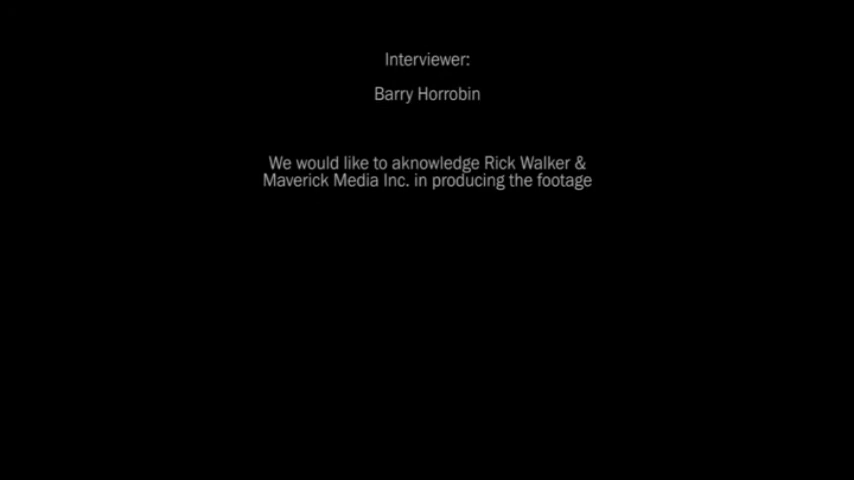 Interviewer:
Barry Horrobin
We would like to aknowledge Rick Walker &
Maverick Media Inc. in producing the footage